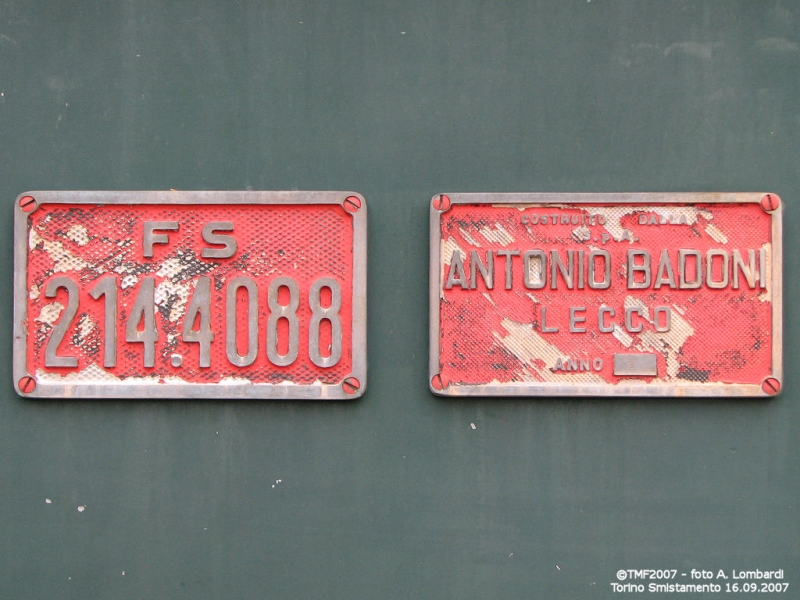 FS
214.4088
COSTRUITO DALLA
S.P.A.
ANTONIO BADONI
LECCO
ANNO
©TMF2007 - foto A. Lombardi
Torino Smistamento 16.09.2007